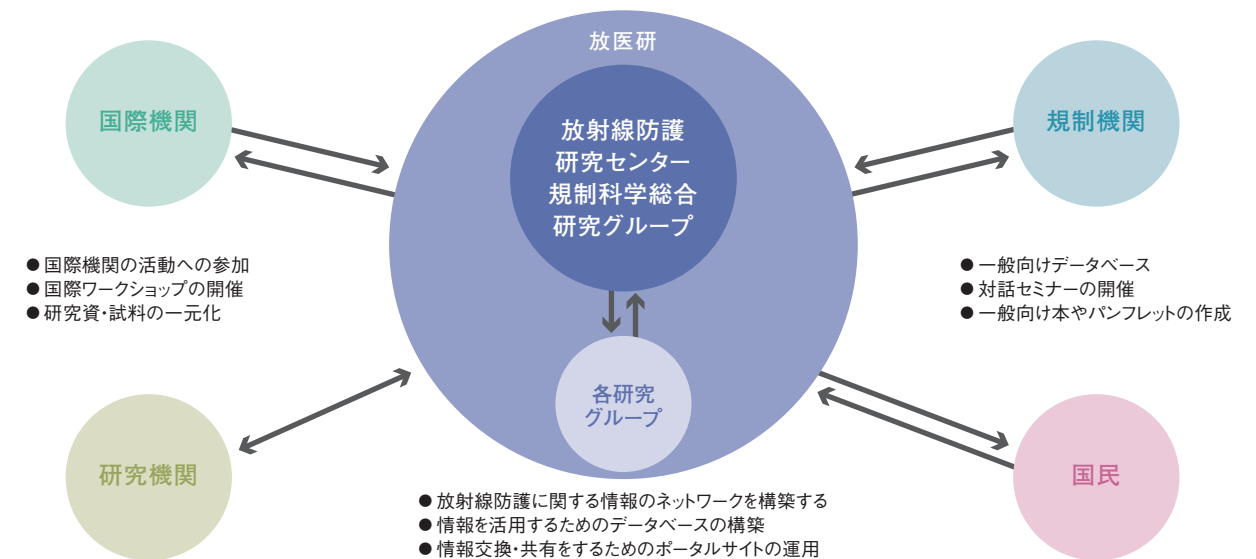 放医研
放射線防護
研究センター
規制科学総合
研究グループ
国際機関
規制機関
● 国際機関の活動への参加
● 国際ワークショップの開催
● 研究資・試料の一元化
● 一般向けデータベース
● 対話セミナーの開催
● 一般向け本やパンフレットの作成
各研究
グループ
研究機関
国民
● 放射線防護に関する情報のネットワークを構築する
● 情報を活用するためのデータベースの構築
● 情報交換・共有をするためのポータルサイトの運用